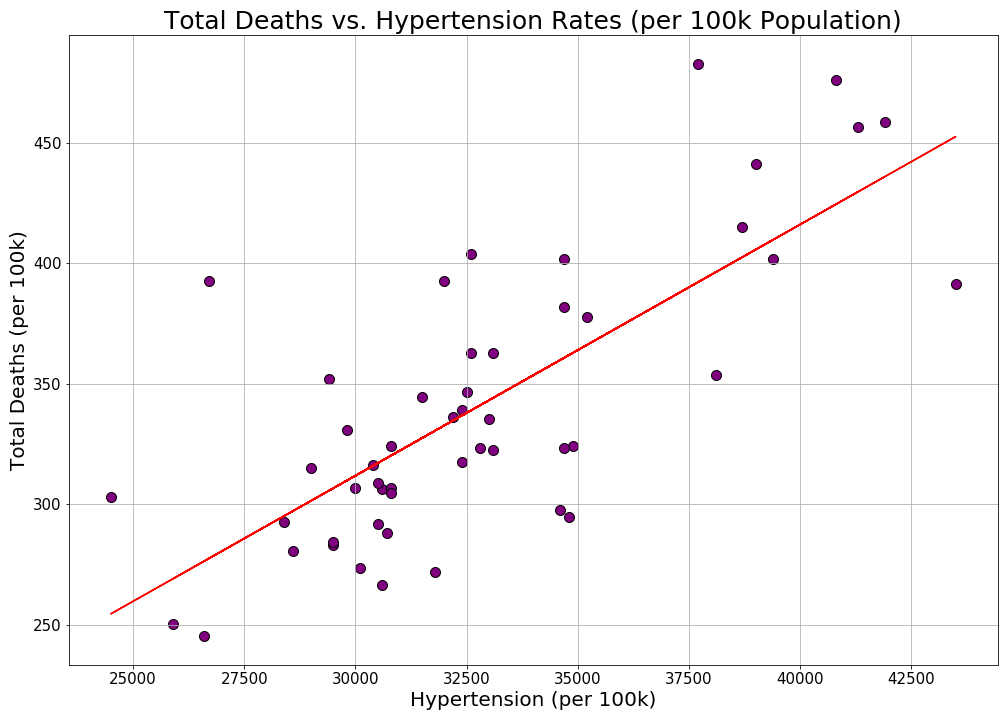 Total Deaths vs. Hypertension Rates (per 100k Population)
Total Deaths (per 100k)
450
400
350
300
250
25000 27500 30000 32500 35000 37500 40000 42500
Hypertension (per 100k)